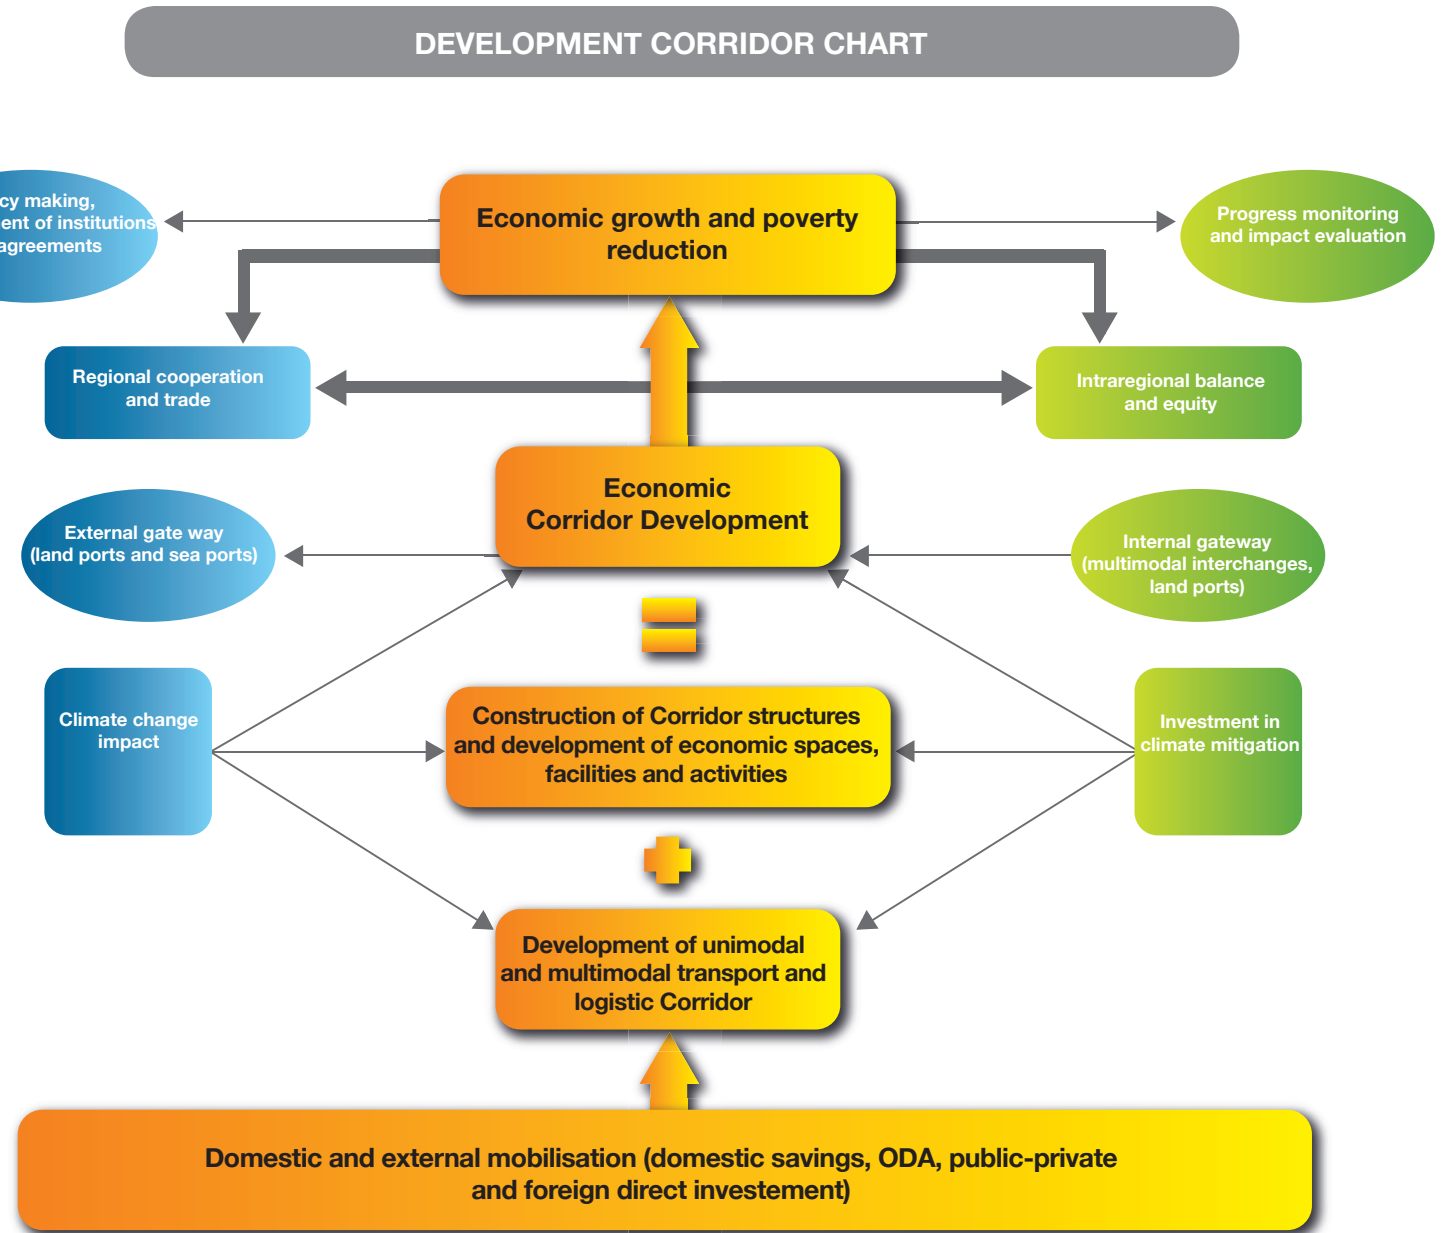 DEVELOPMENT CORRIDOR CHART
making,
of institutions
agreements
Economic growth and poverty
reduction
Progress monitoring
and impact evaluation
Regional cooperation
and trade
Intraregional balance
and equity
Economic
Corridor Development
External gate way
(land ports and sea ports)
Internal gateway
(multimodal interchanges,
land ports)
Climate change
impact
Construction of Corridor structures
and development of economic spaces,
facilities and activities
Investment in
climate mitigation
Development of unimodal
and multimodal transport and
logistic Corridor
Domestic and external mobilisation (domestic savings, ODA, public-private
and foreign direct investement)